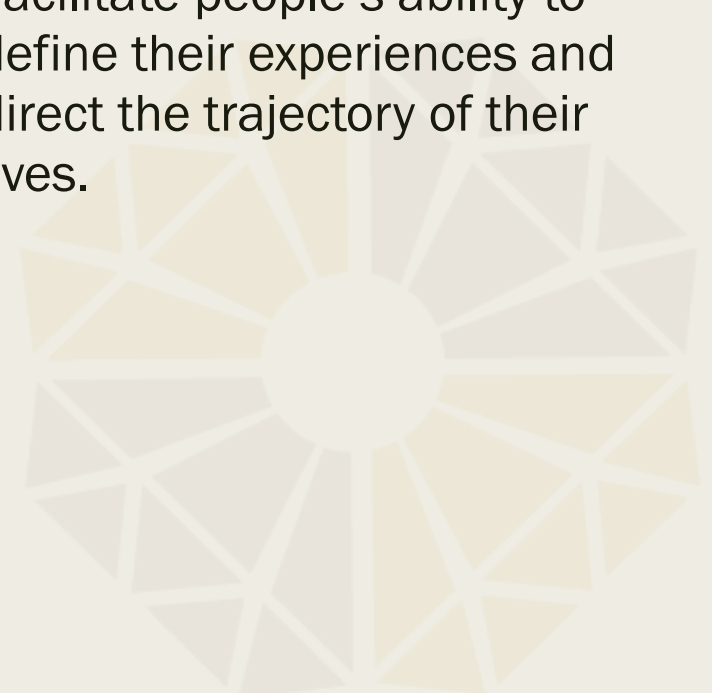 acilitate people's ability to
efine their experiences and
irect the trajectory of their
ves.